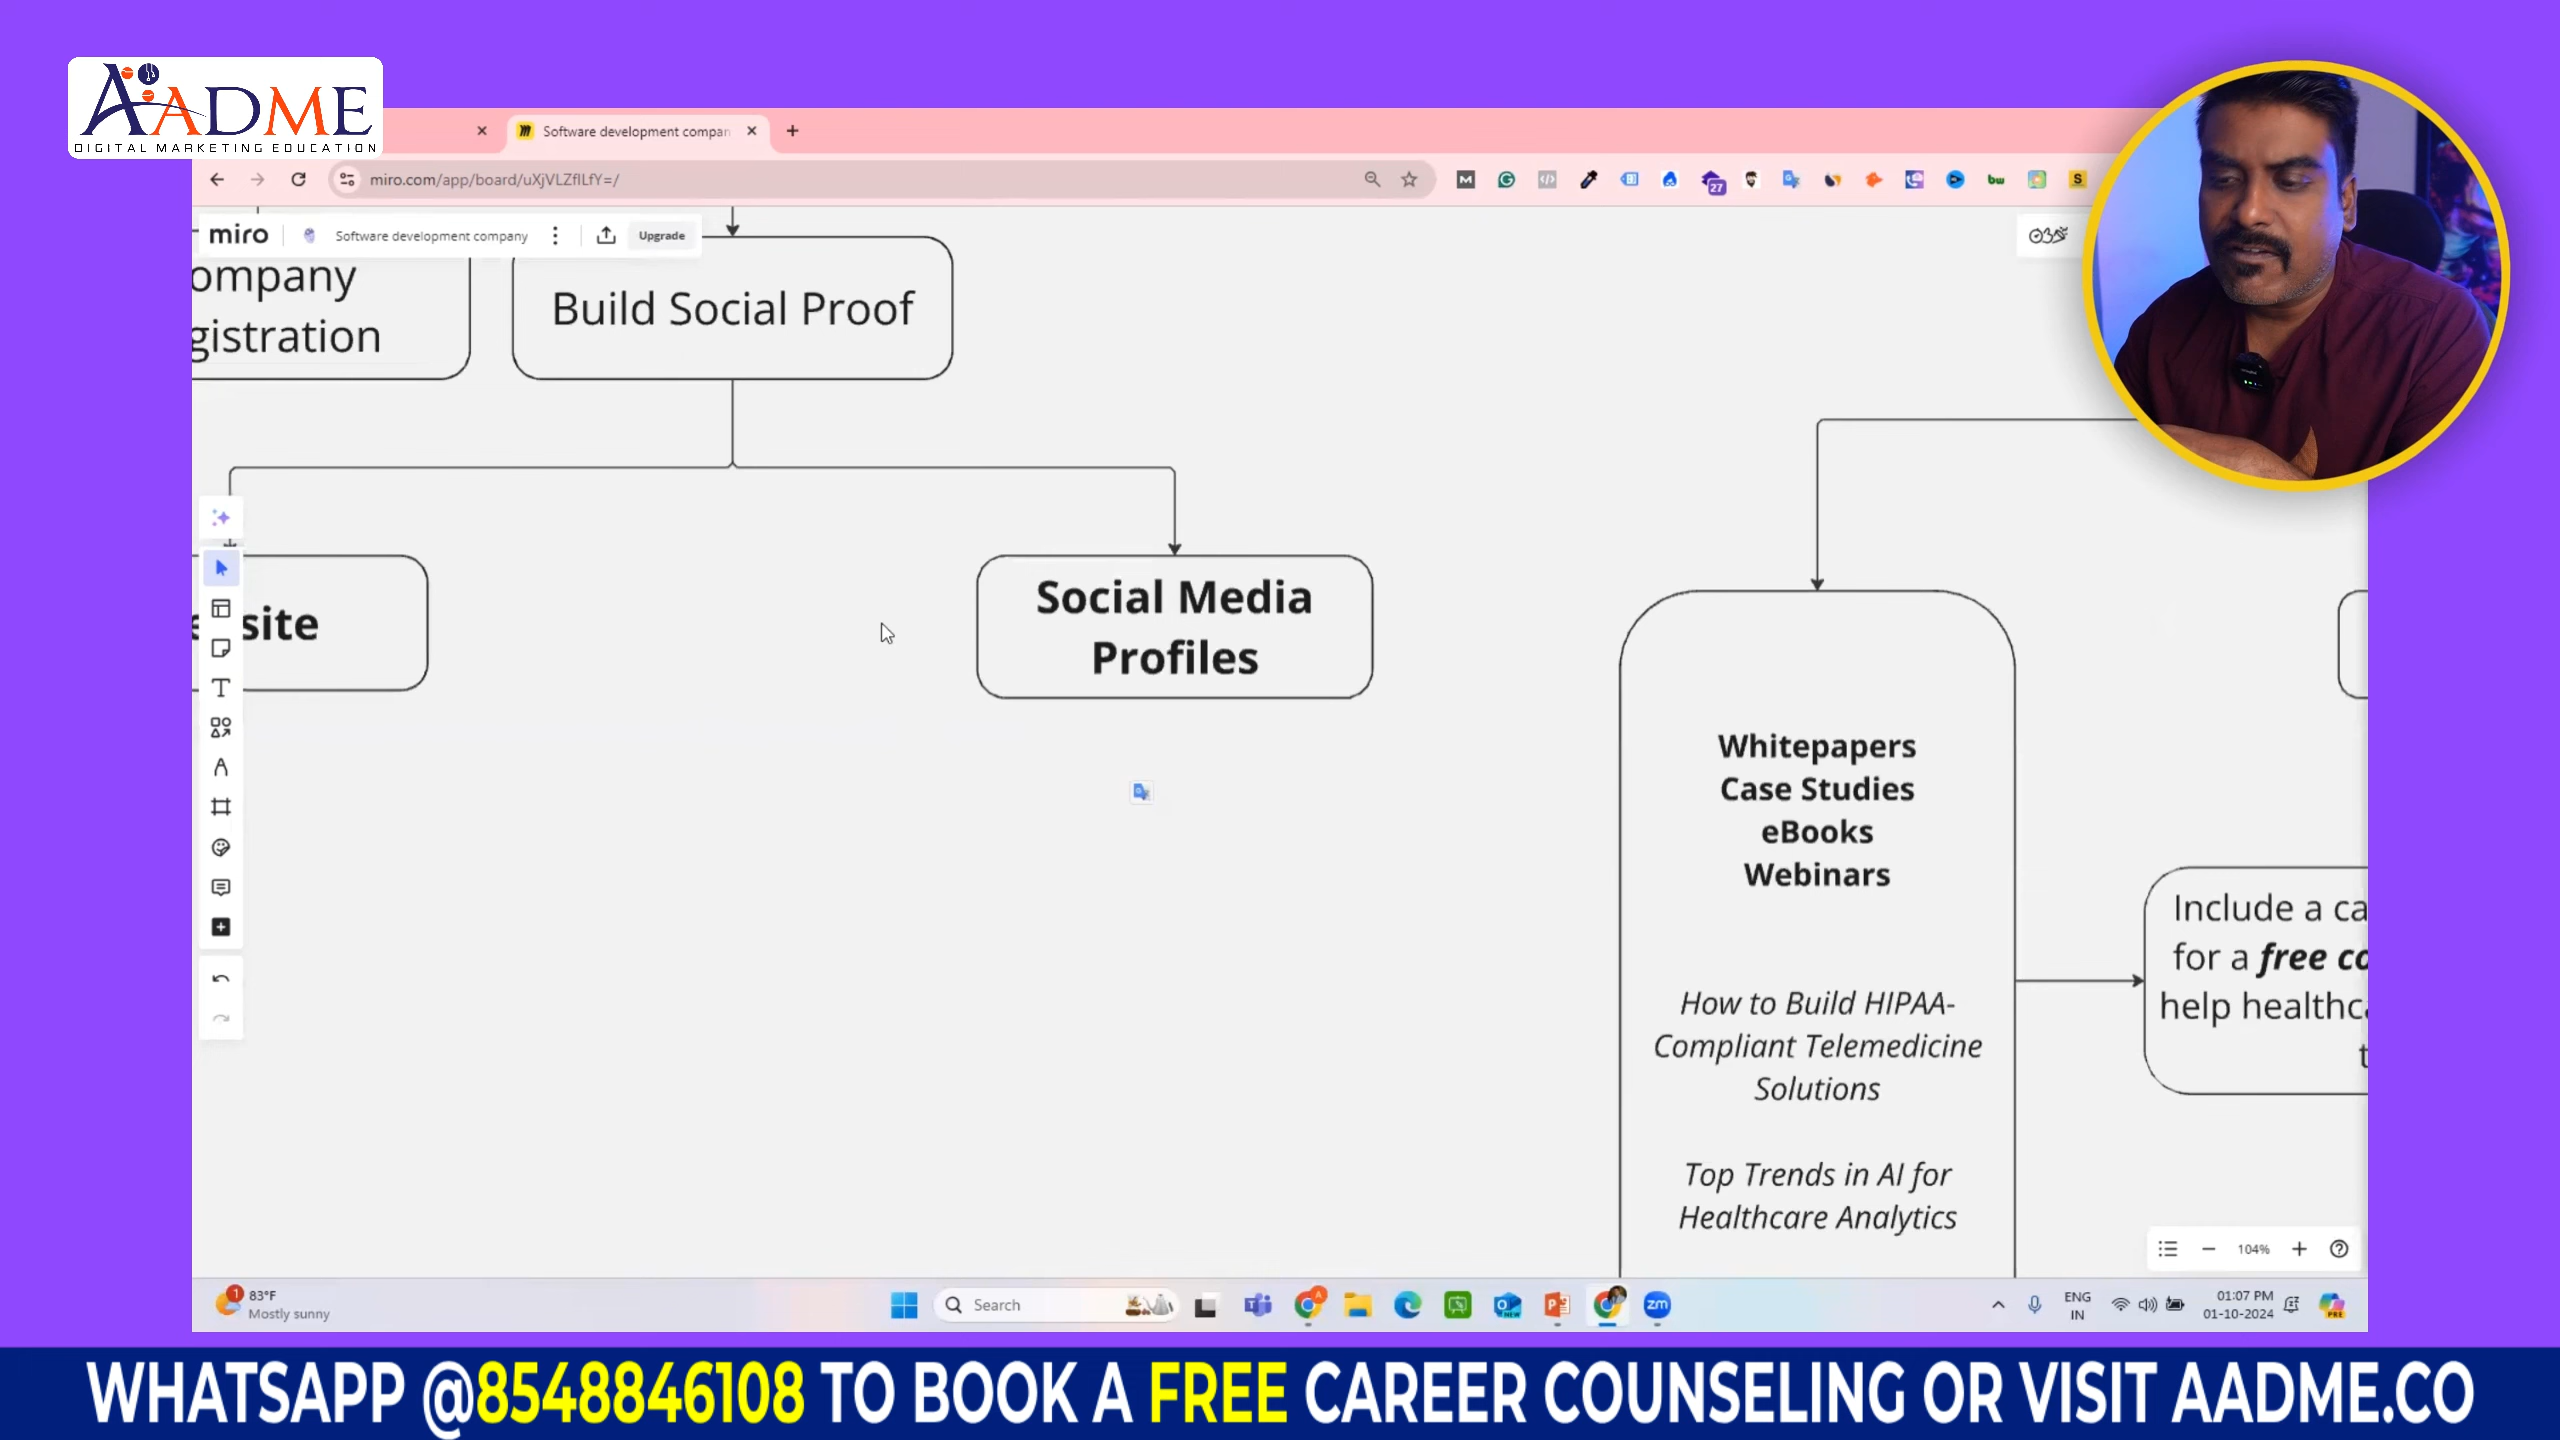 AADME
DIGITAL MARKETING EDUCATION
Software development compan
miro.com/app/board/uXjVLZflLfY=/
27
miro
Software development company
Upgrade
ompany
gistration
Build Social Proof
site
Social Media
Profiles
Whitepapers
Case Studies
eBooks
Webinars
How to Build HIPAA-
Compliant Telemedicine
Solutions
Top Trends in AI for
Healthcare Analytics
Include a ca
for a free co
help healthc
t
104%
1
83°F
Mostly sunny
Search
zm
ENG
IN
01:07 PM
01-10-2024
WHATSAPP @8548846108 TO BOOK A FREE CAREER COUNSELING OR VISIT AADME.CO